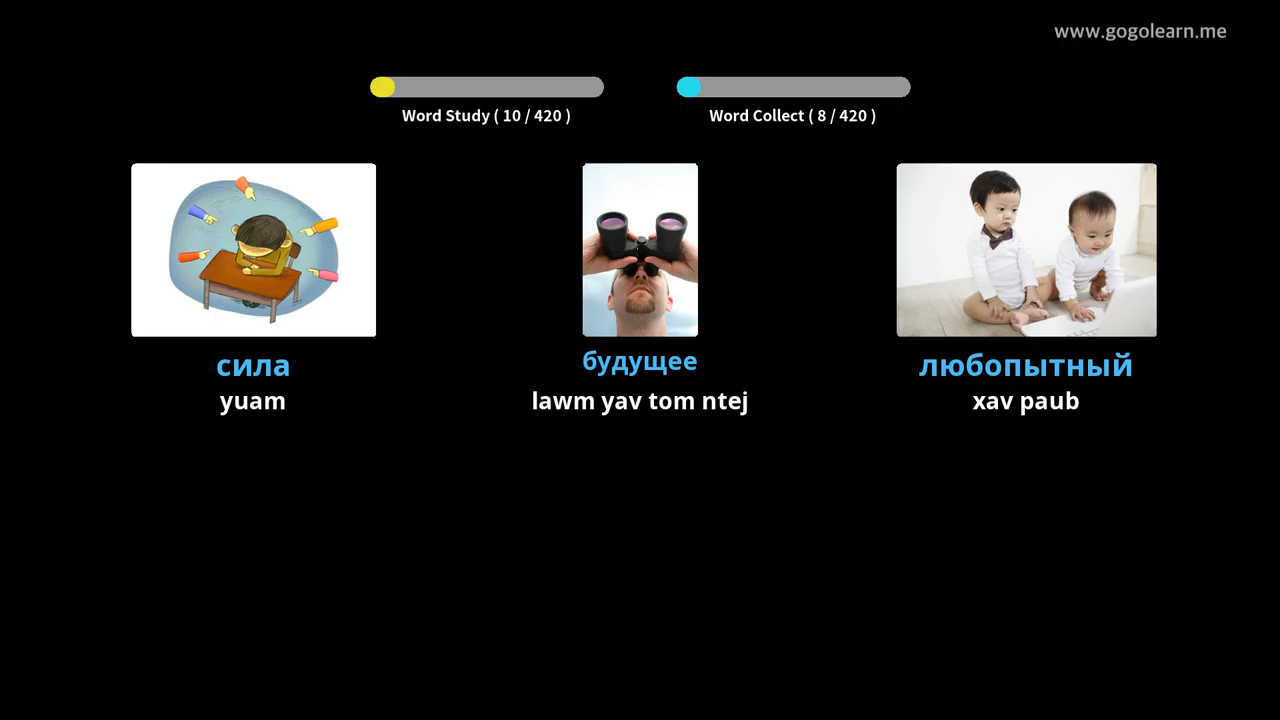 www.gogolearn.me
Word Study ( 10 / 420 )
Word Collect ( 8 / 420 )
сила
yuam
будущее
lawm yav tom ntej
любопытный
xav paub